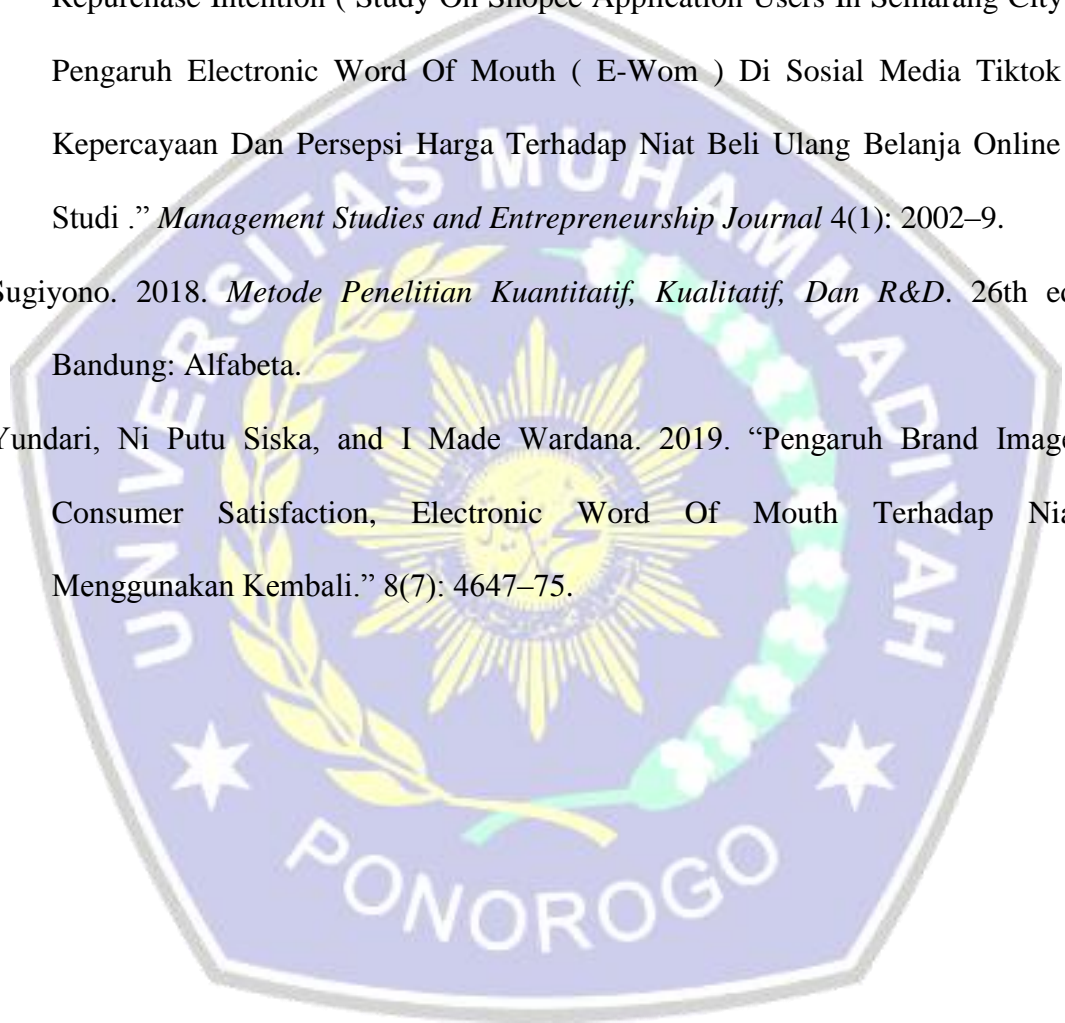 Repurchase Intention ( Study On Shopee Application Users In Semarang City
Pengaruh Electronic Word Of Mouth ( E-Wom ) Di Sosial Media Tiktok
Kepercayaan Dan Persepsi Harga Terhadap Niat Beli Ulang Belanja Online
Studi .” Management Studies and Entrepreneurship Journal 4(1): 2002–9.
Sugiyono. 2018. Metode Penelitian Kuantitatif, Kualitatif, Dan R&D. 26th ed
Bandung: Alfabeta.
Yundari, Ni Putu Siska, and I Made Wardana. 2019. “Pengaruh Brand Image
Consumer Satisfaction, Electronic Word Of Mouth Terhadap Nia
Menggunakan Kembali.” 8(7): 4647–75.
UNIVERSITAS MUHAMMADIYAH
PONOROGO